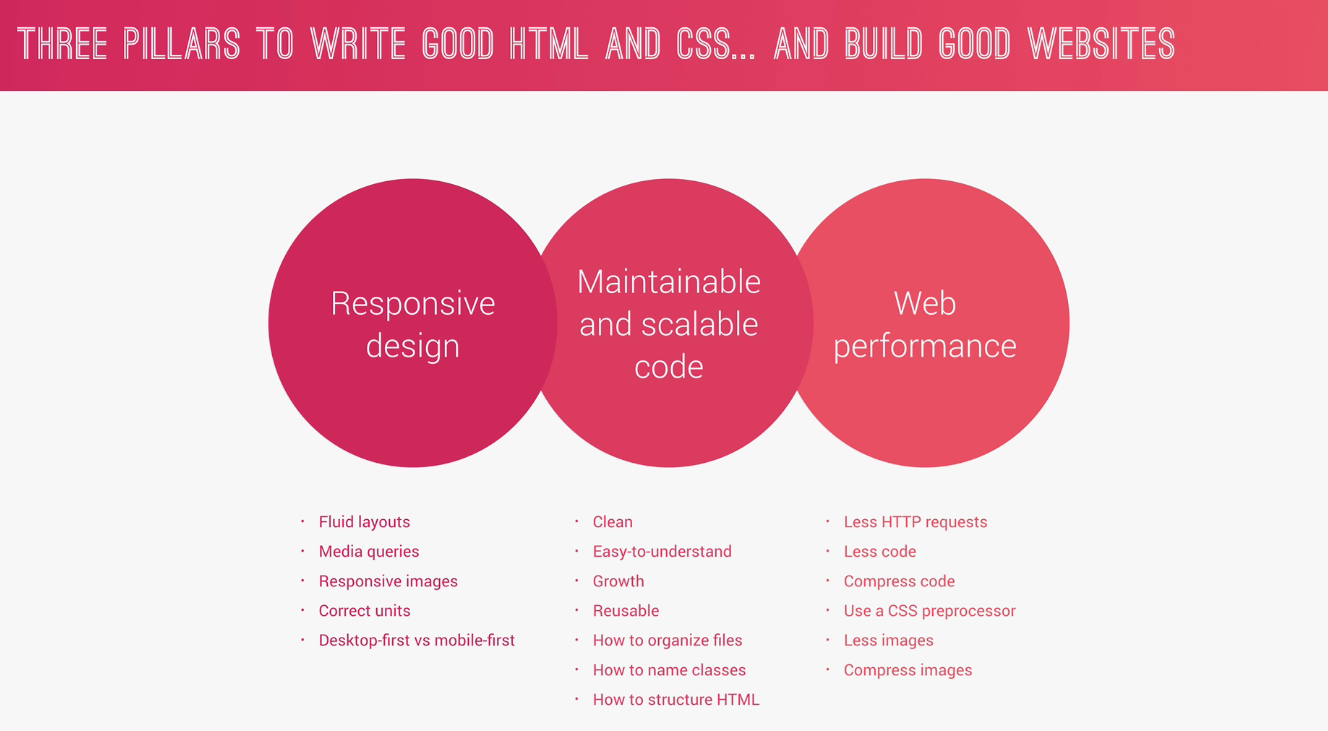 THREE PILLARS TO WRITE GOOD HTML AND CSS... AND BUILD GOOD WEBSITES
Responsive
design
Maintainable
and scalable
code
Web
performance
· Fluid layouts
· Media queries
· Responsive images
· Correct units
· Desktop-first vs mobile-first
· Clean
· Easy-to-understand
· Growth
· Reusable
· How to organize files
· How to name classes
· How to structure HTML
· Less HTTP requests
· Less code
· Compress code
· Use a CSS preprocessor
· Less images
· Compress images